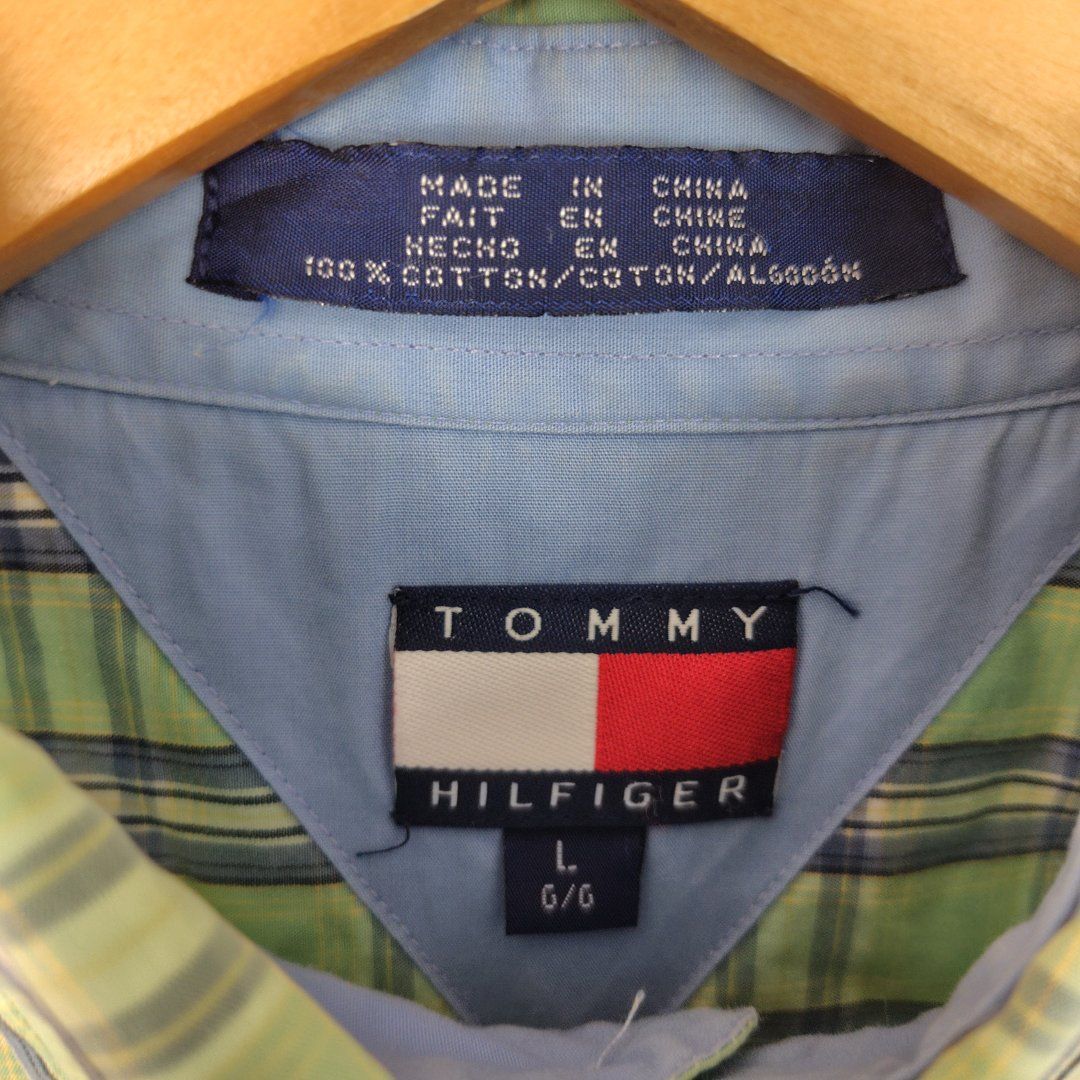 MADE IN CHINA
FAIT EN CHINE
HECHO EN CHINA
100% COTTON/COTON/ALGODÓN
TOMMY
HILFIGER
L
G/G